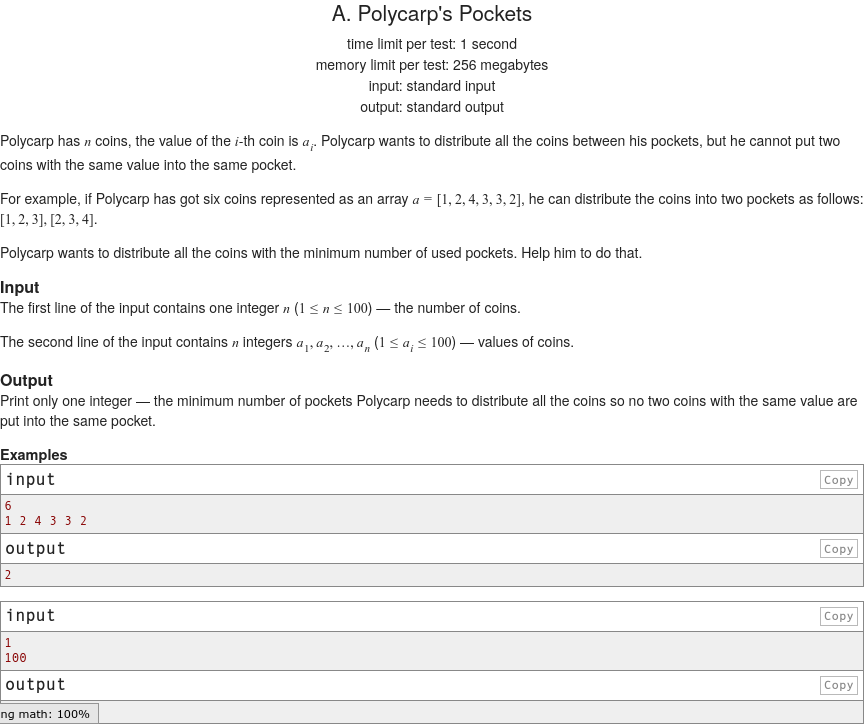 A. Polycarp's Pockets
time limit per test: 1 second
memory limit per test: 256 megabytes
input: standard input
output: standard output
Polycarp has n coins, the value of the i-th coin is a_i. Polycarp wants to distribute all the coins between his pockets, but he cannot put two
coins with the same value into the same pocket.
For example, if Polycarp has got six coins represented as an array a = [1, 2, 4, 3, 3, 2], he can distribute the coins into two pockets as follows:
[1, 2, 3], [2, 3, 4].
Polycarp wants to distribute all the coins with the minimum number of used pockets. Help him to do that.
Input
The first line of the input contains one integer n (1 ≤ n ≤ 100) — the number of coins.
The second line of the input contains n integers a_1, a_2, …, a_n (1 ≤ a_i ≤ 100) — values of coins.
Output
Print only one integer — the minimum number of pockets Polycarp needs to distribute all the coins so no two coins with the same value are
put into the same pocket.
Examples
input Copy
6
1 2 4 3 3 2
output Copy
2
input Copy
1
100
output Copy
ng math: 100%